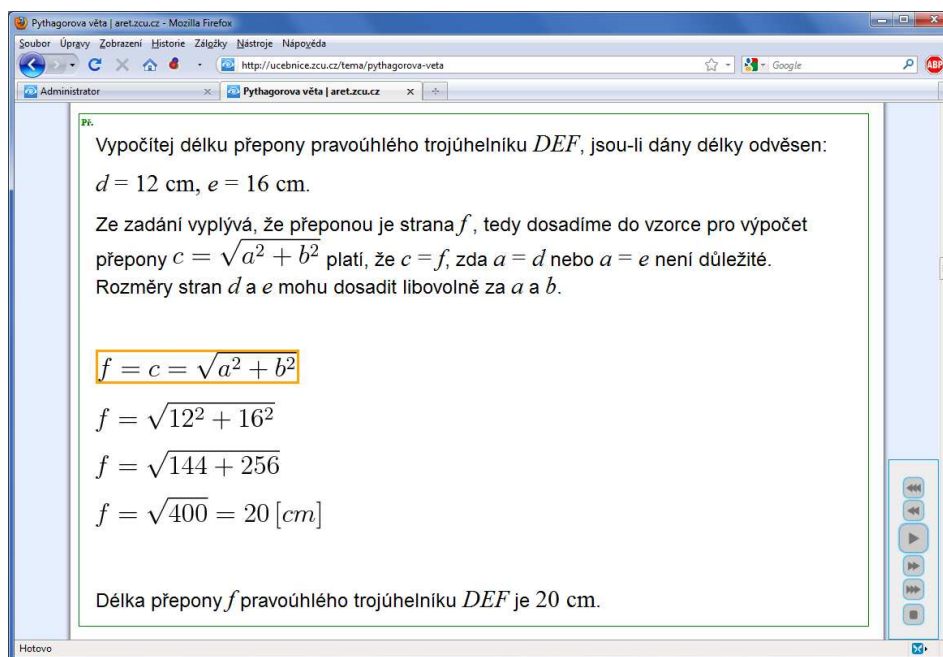 Pythagorova věta | aret.zcu.cz - Mozilla Firefox
Soubor Úpravy Zobrazení Historie Záložky Nástroje Nápověda
http://ucebnice.zcu.cz/tema/pythagorova-veta Google ABP
Administrator Pythagorova věta | aret.zcu.cz
Př.
Vypočítej délku přepony pravoúhlého trojúhelníku DEF, jsou-li dány délky odvěsen:
d = 12 cm, e = 16 cm.
Ze zadání vyplývá, že přeponou je strana f , tedy dosadíme do vzorce pro výpočet
přepony c = √(a² + b²) platí, že c = f, zda a = d nebo a = e není důležité.
Rozměry stran d a e mohu dosadit libovolně za a a b.
f = c = √(a² + b²)
f = √(12² + 16²)
f = √(144 + 256)
f = √400 = 20 [cm]
Délka přepony f pravoúhlého trojúhelníku DEF je 20 cm.
Hotovo